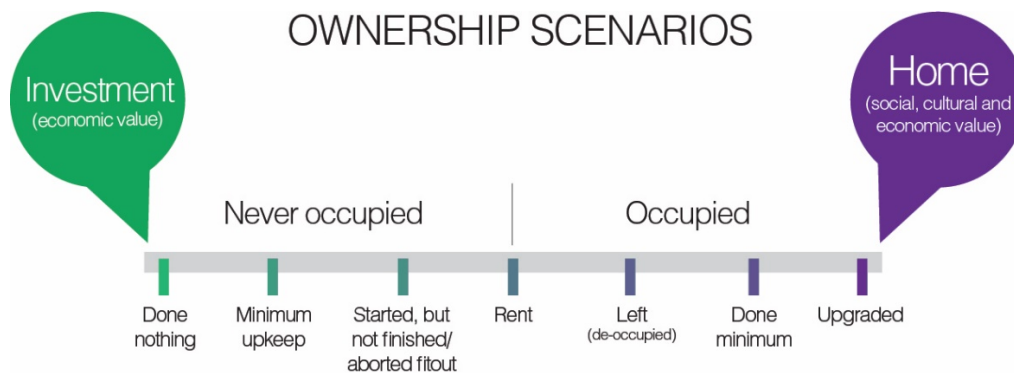 OWNERSHIP SCENARIOS
Investment
(economic value)
Home
(social, cultural and
economic value)
Never occupied
Occupied
Done
nothing
Minimum
upkeep
Started, but
not finished/
aborted fitout
Rent
Left
(de-occupied)
Done
minimum
Upgraded